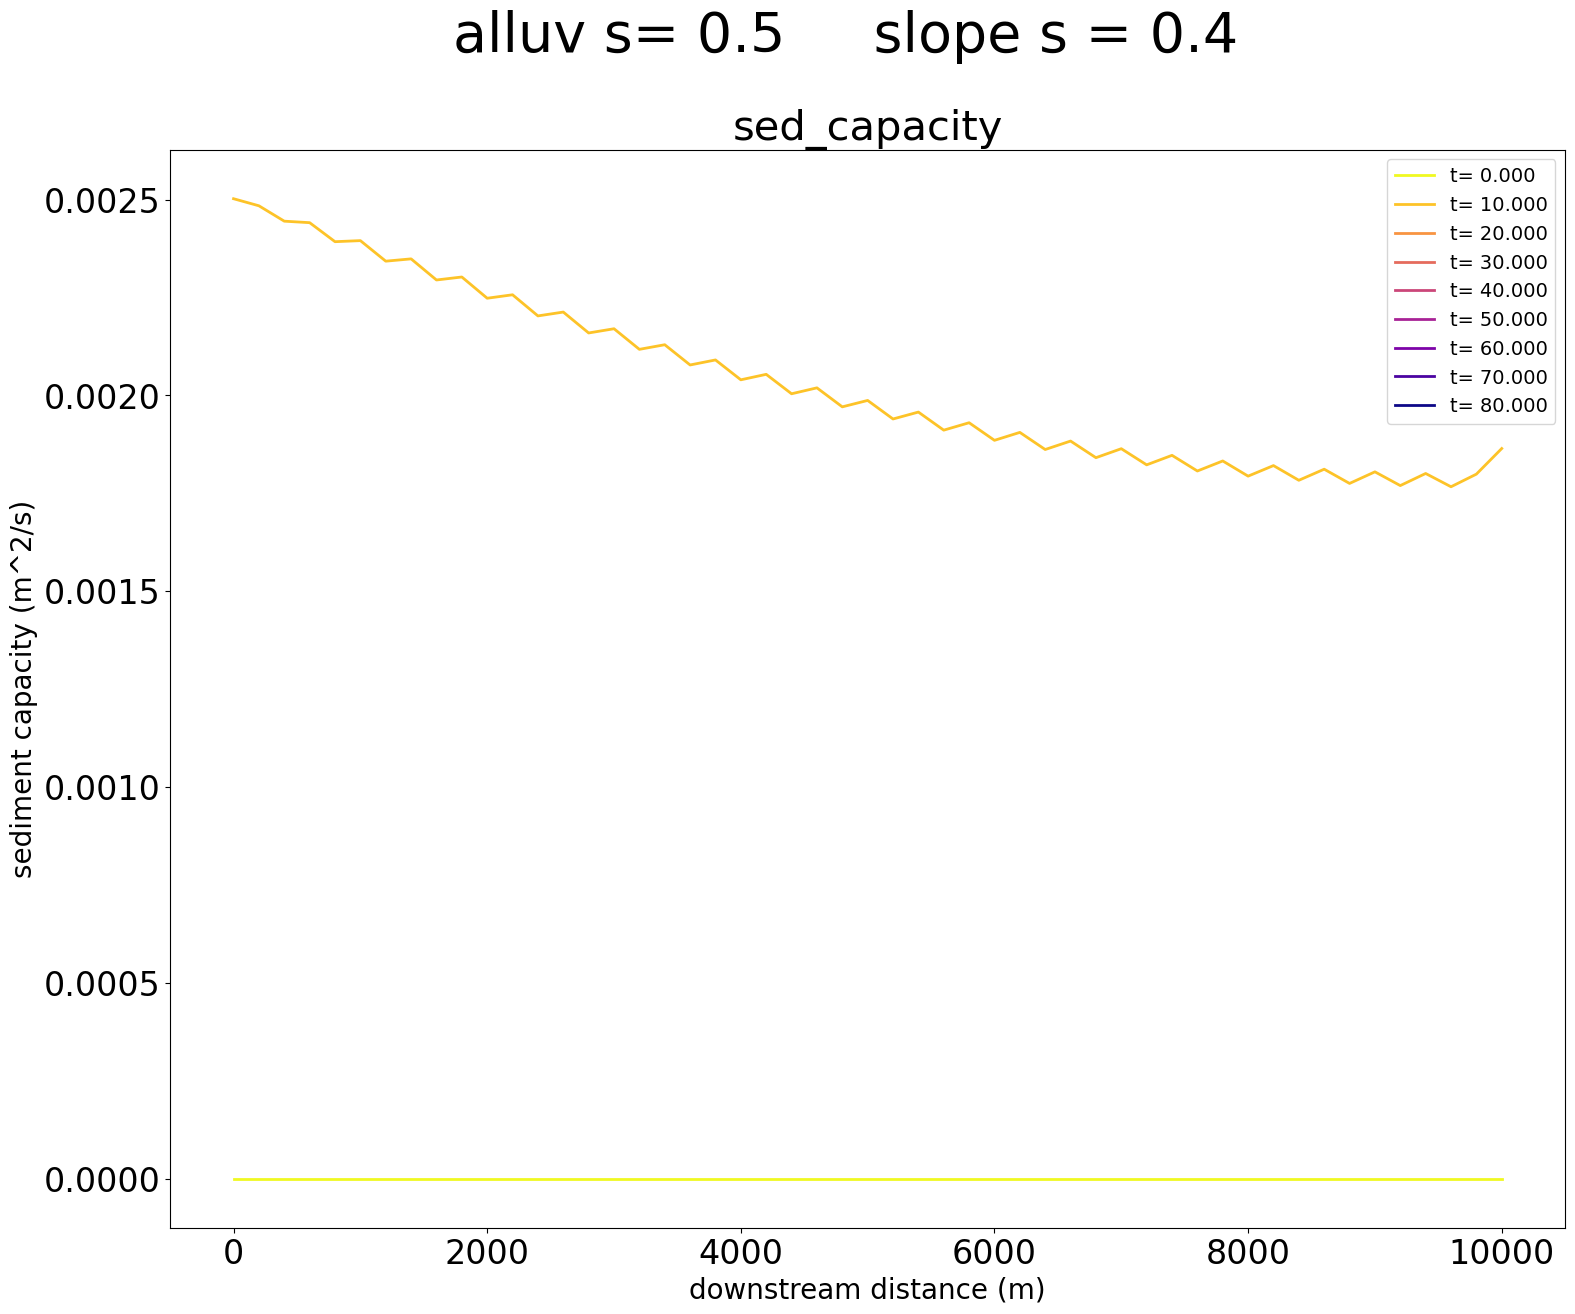 alluv s= 0.5     slope s = 0.4
sed_capacity
t= 0.000
t= 10.000
t= 20.000
t= 30.000
t= 40.000
t= 50.000
t= 60.000
t= 70.000
t= 80.000
sediment capacity (m^2/s)
0.0025
0.0020
0.0015
0.0010
0.0005
0.0000
0 2000 4000 6000 8000 10000
downstream distance (m)